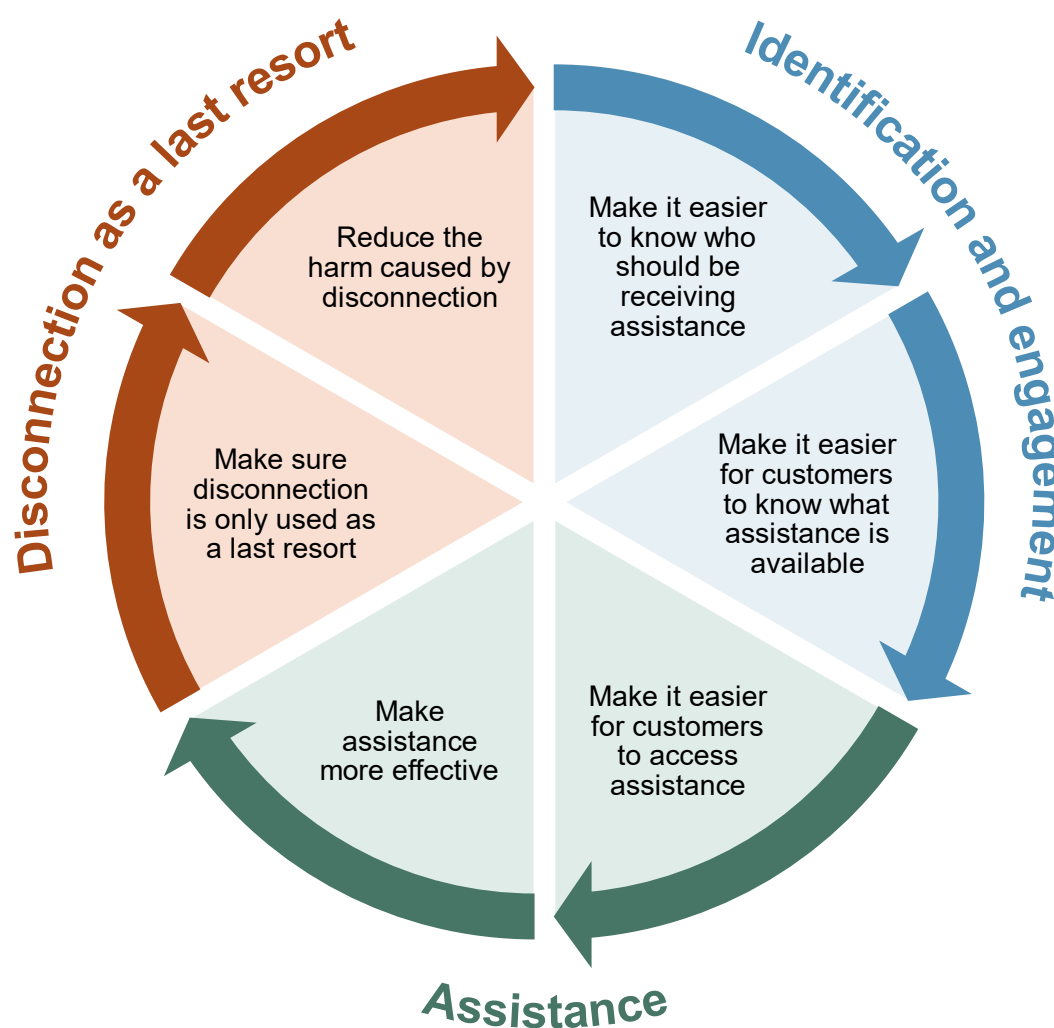 Identification and engagement
Make it easier
to know who
should be
receiving
assistance
Make it easier
for customers
to know what
assistance is
available
Assistance
Make it easier
for customers
to access
assistance
Make
assistance
more effective
Disconnection as a last resort
Make sure
disconnection
is only used as
a last resort
Reduce the
harm caused by
disconnection